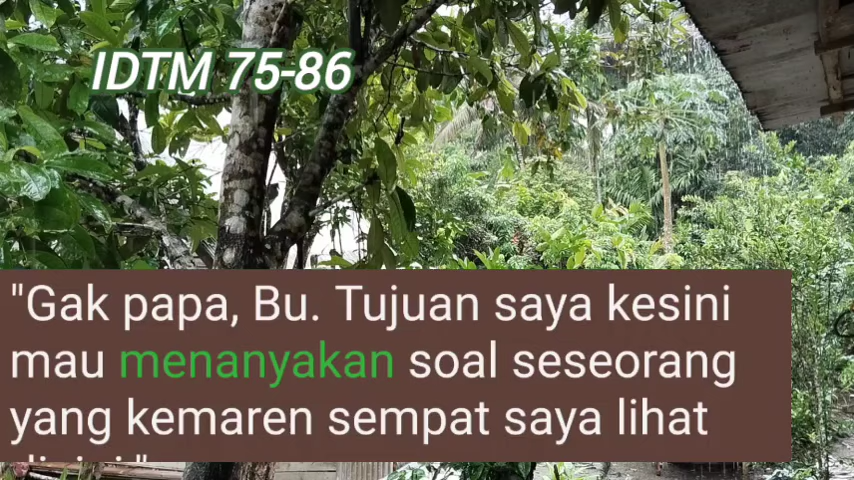 IDTM 75-86
"Gak papa, Bu. Tujuan saya kesini
mau menanyakan soal seseorang
yang kemaren sempat saya lihat